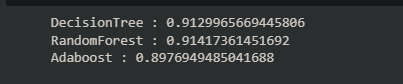 DecisionTree : 0.9129965669445806
RandomForest : 0.91417361451692
Adaboost : 0.8976949485041688